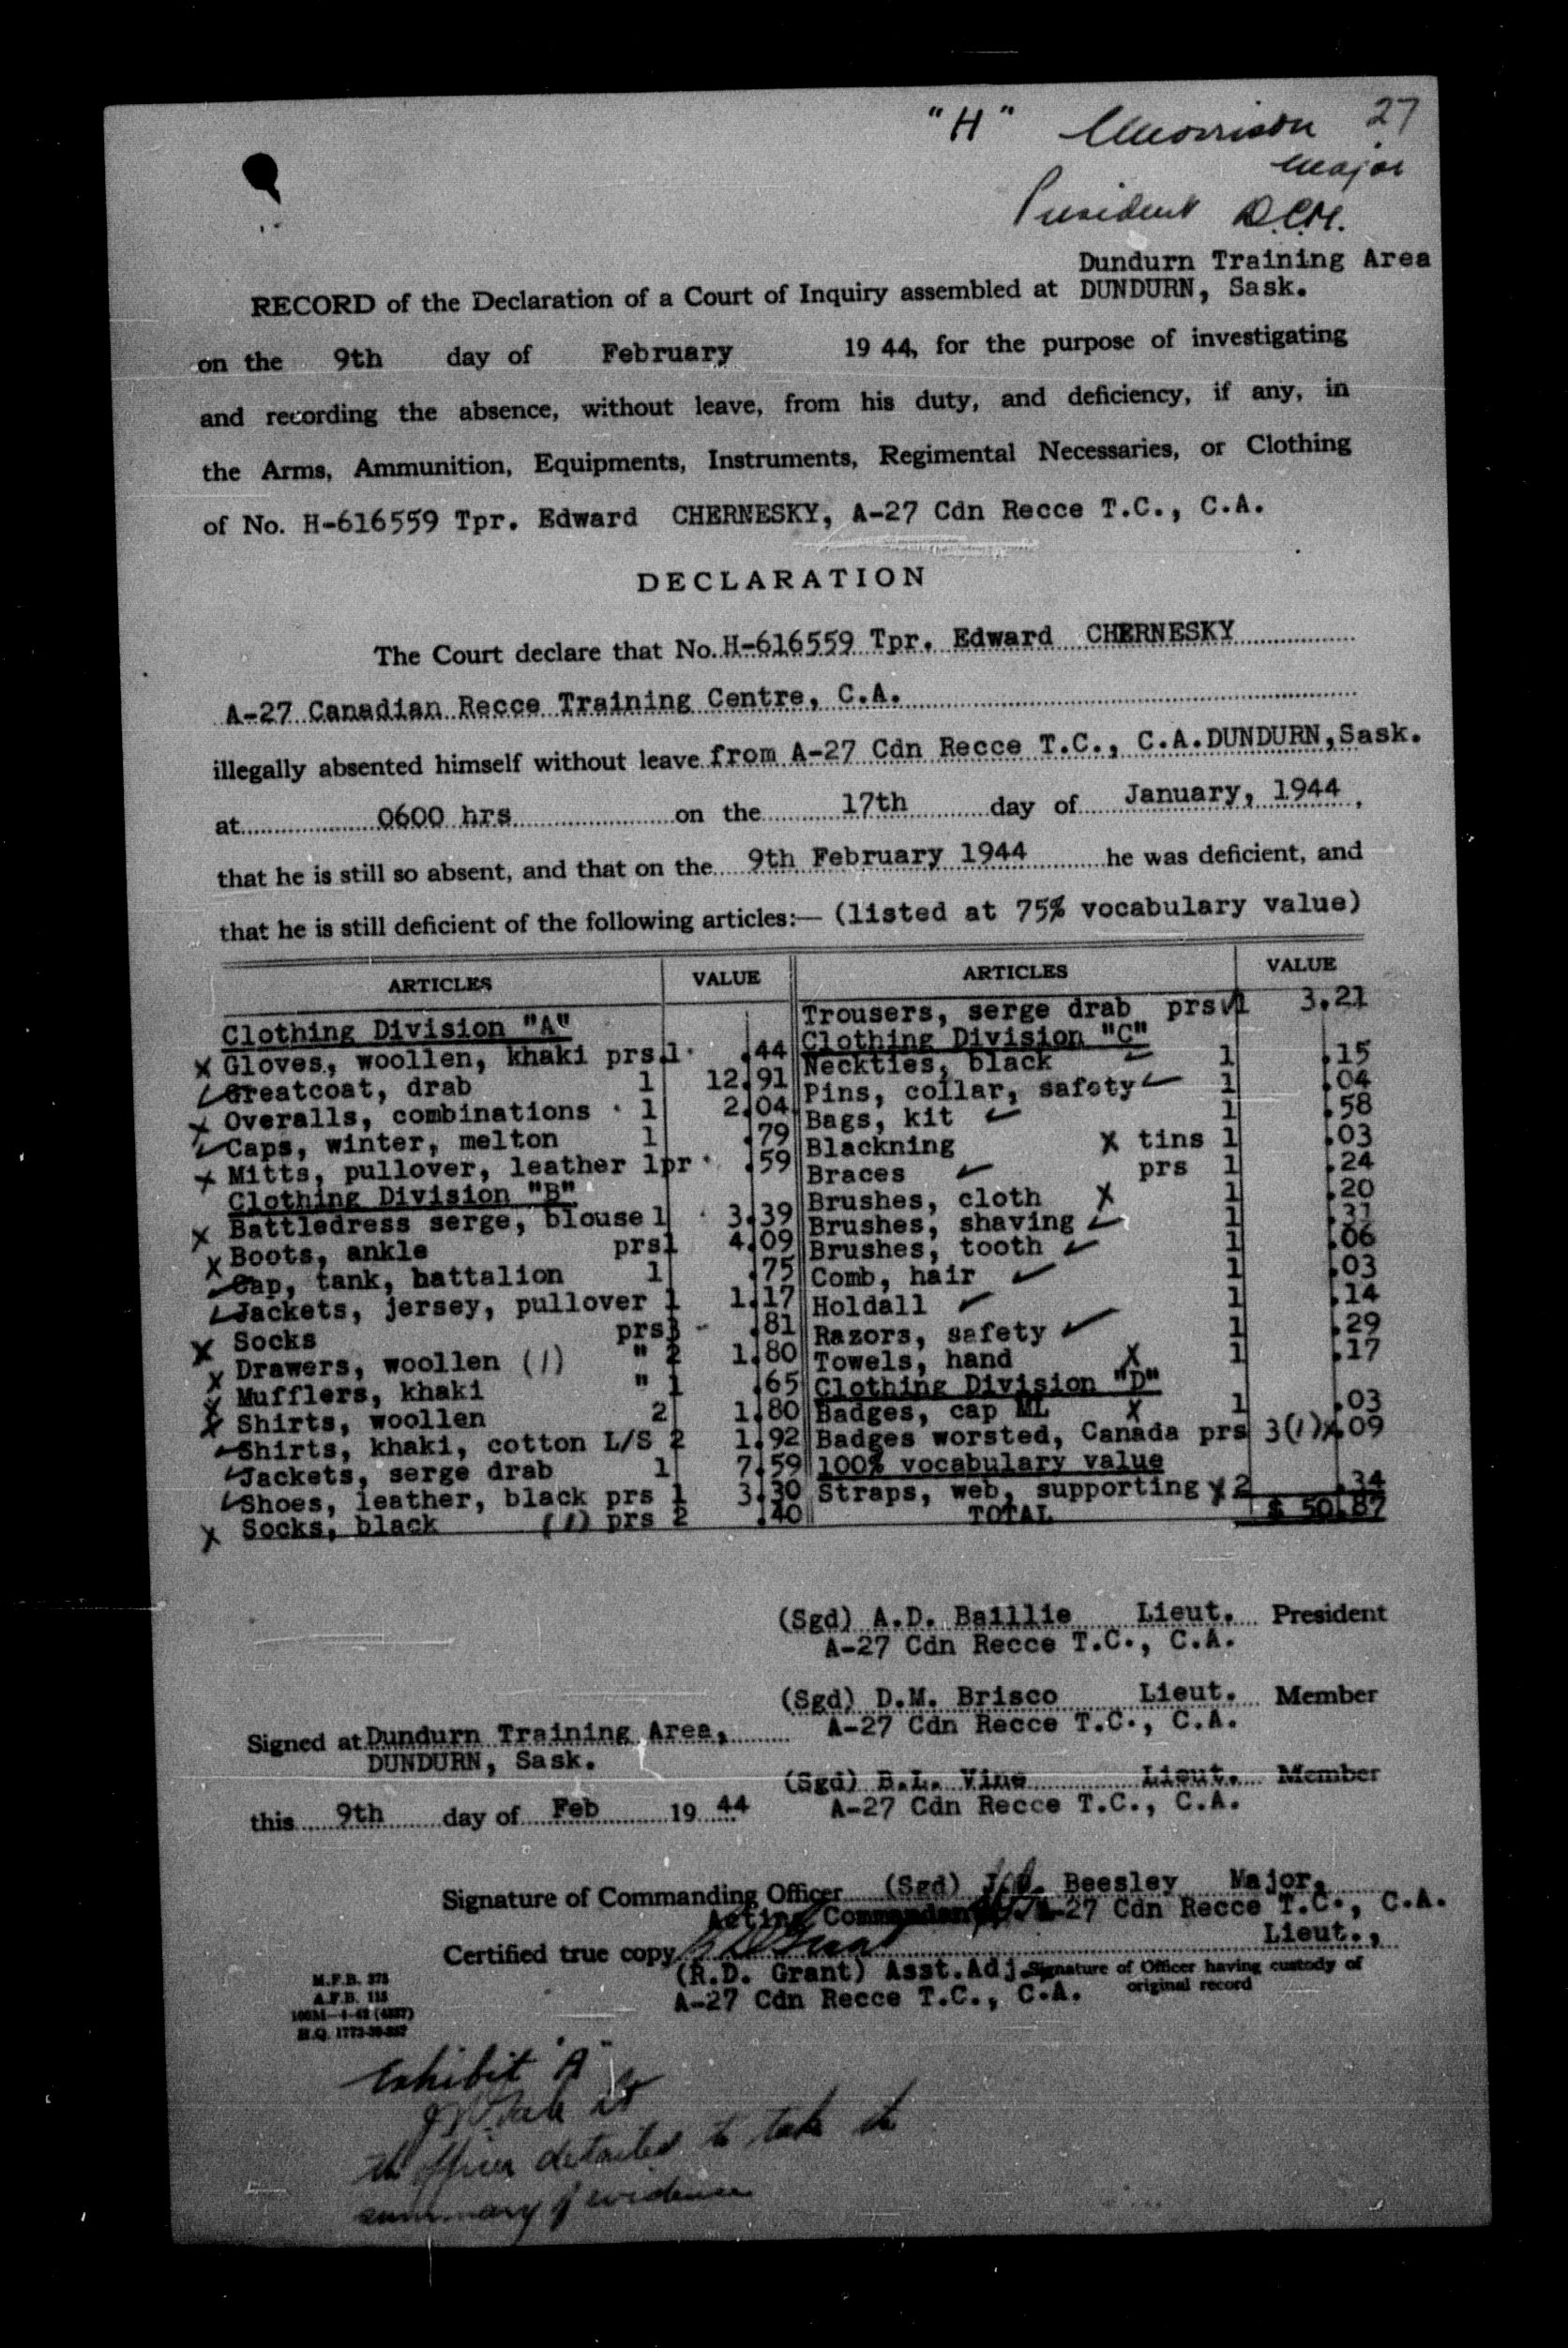 "H" Morrison 27
Major
President D.C.M.
Dundurn Training Area
RECORD of the Declaration of a Court of Inquiry assembled at DUNDURN, Sask.
on the 9th day of February 19 44, for the purpose of investigating
and recording the absence, without leave, from his duty, and deficiency, if any, in
the Arms, Ammunition, Equipments, Instruments, Regimental Necessaries, or Clothing
of No. H-616559 Tpr. Edward CHERNESKY, A-27 Cdn Recce T.C., C.A.
DECLARATION
The Court declare that No. H-616559 Tpr. Edward CHERNESKY
A-27 Canadian Recce Training Centre, C.A.
illegally absented himself without leave from A-27 Cdn Recce T.C., C.A. DUNDURN, Sask.
at 0600 hrs on the 17th day of January, 1944,
that he is still so absent, and that on the 9th February 1944 he was deficient, and
that he is still deficient of the following articles:— (listed at 75% vocabulary value)
ARTICLES VALUE ARTICLES VALUE
Clothing Division "A"
x Gloves, woollen, khaki prs.1 .44
✓ Greatcoat, drab 1 12.91
x Overalls, combinations 1 2.04
✓ Caps, winter, melton 1 .79
x Mitts, pullover, leather 1pr .59
Clothing Division "B"
x Battledress serge, blouse 1 3.39
x Boots, ankle prs1 4.09
✓ Cap, tank, battalion 1 .75
✓ Jackets, jersey, pullover 1 1.17
x Socks prs3 .81
x Drawers, woollen (1) " 2 1.80
x Mufflers, khaki " 1 .65
x Shirts, woollen 2 1.80
✓ Shirts, khaki, cotton L/S 2 1.92
✓ Jackets, serge drab 1 7.59
✓ Shoes, leather, black prs 1 3.30
x Socks, black (1) prs 2 .40
Trousers, serge drab prs ✓ 1 3.21
Clothing Division "C"
Neckties, black ✓ 1 .15
Pins, collar, safety ✓ 1 .04
Bags, kit ✓ 1 .58
Blackning x tins 1 .03
Braces ✓ prs 1 .24
Brushes, cloth x 1 .20
Brushes, shaving ✓ 1 .31
Brushes, tooth ✓ 1 .06
Comb, hair ✓ 1 .03
Holdall ✓ 1 .14
Razors, safety ✓ 1 .29
Towels, hand x 1 .17
Clothing Division "D"
Badges, cap ML x 1 .03
Badges worsted, Canada prs 3(1)x .09
100% vocabulary value
Straps, web, supporting x 2 .34
TOTAL $ 50.87
(Sgd) A.D. Baillie Lieut. President
A-27 Cdn Recce T.C., C.A.
(Sgd) D.M. Brisco Lieut. Member
A-27 Cdn Recce T.C., C.A.
Signed at Dundurn Training Area,
DUNDURN, Sask.
(Sgd) B.L. Vine Lieut. Member
A-27 Cdn Recce T.C., C.A.
this 9th day of Feb 19 44
Signature of Commanding Officer (Sgd) Beesley Major,
Acting Commandant A-27 Cdn Recce T.C., C.A.
Certified true copy Lieut.,
(R.D. Grant) Asst.Adj. Signature of Officer having custody of
original record
A-27 Cdn Recce T.C., C.A.
M.F.B. 375
A.F.B. 115
H.Q. 1772-39-
Exhibit "A"
the officer detailed to take the
summary of evidence